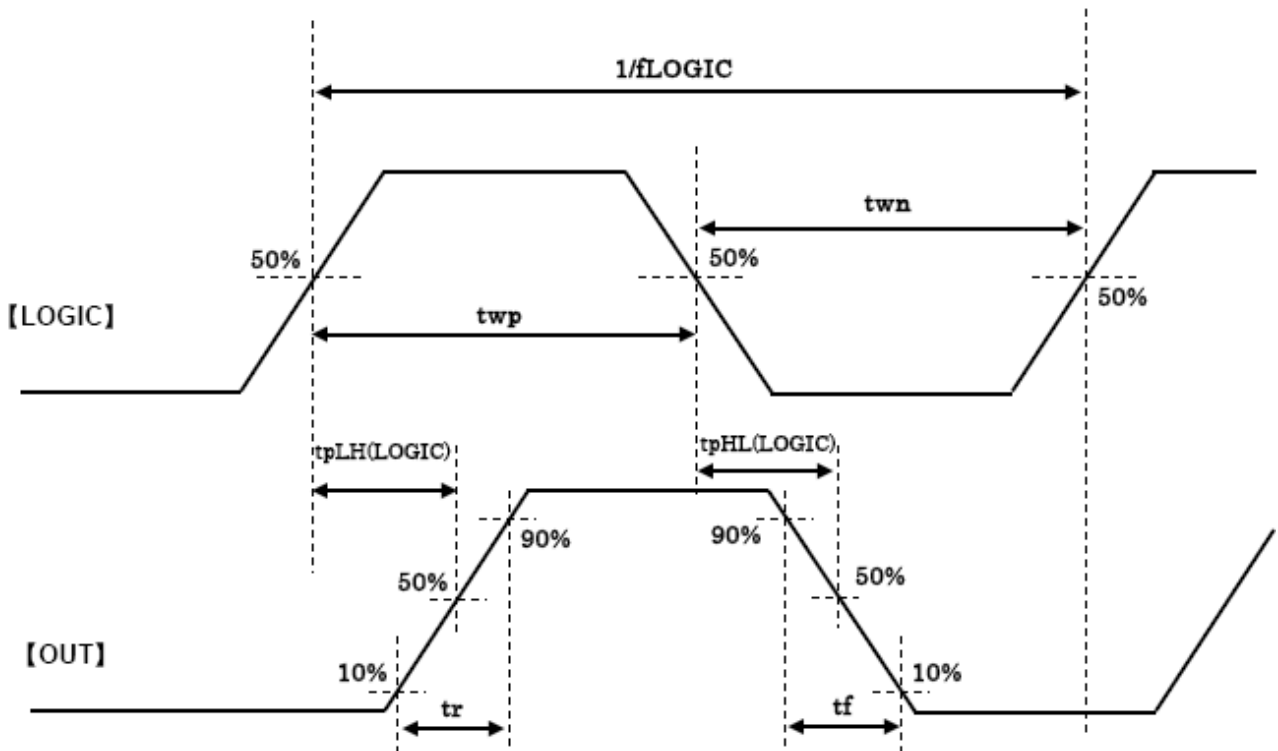 1/fLOGIC
twn
50%
50%
50%
【LOGIC】
twp
tpLH(LOGIC)
tpHL(LOGIC)
90%
90%
50%
50%
【OUT】
10%
10%
tr
tf